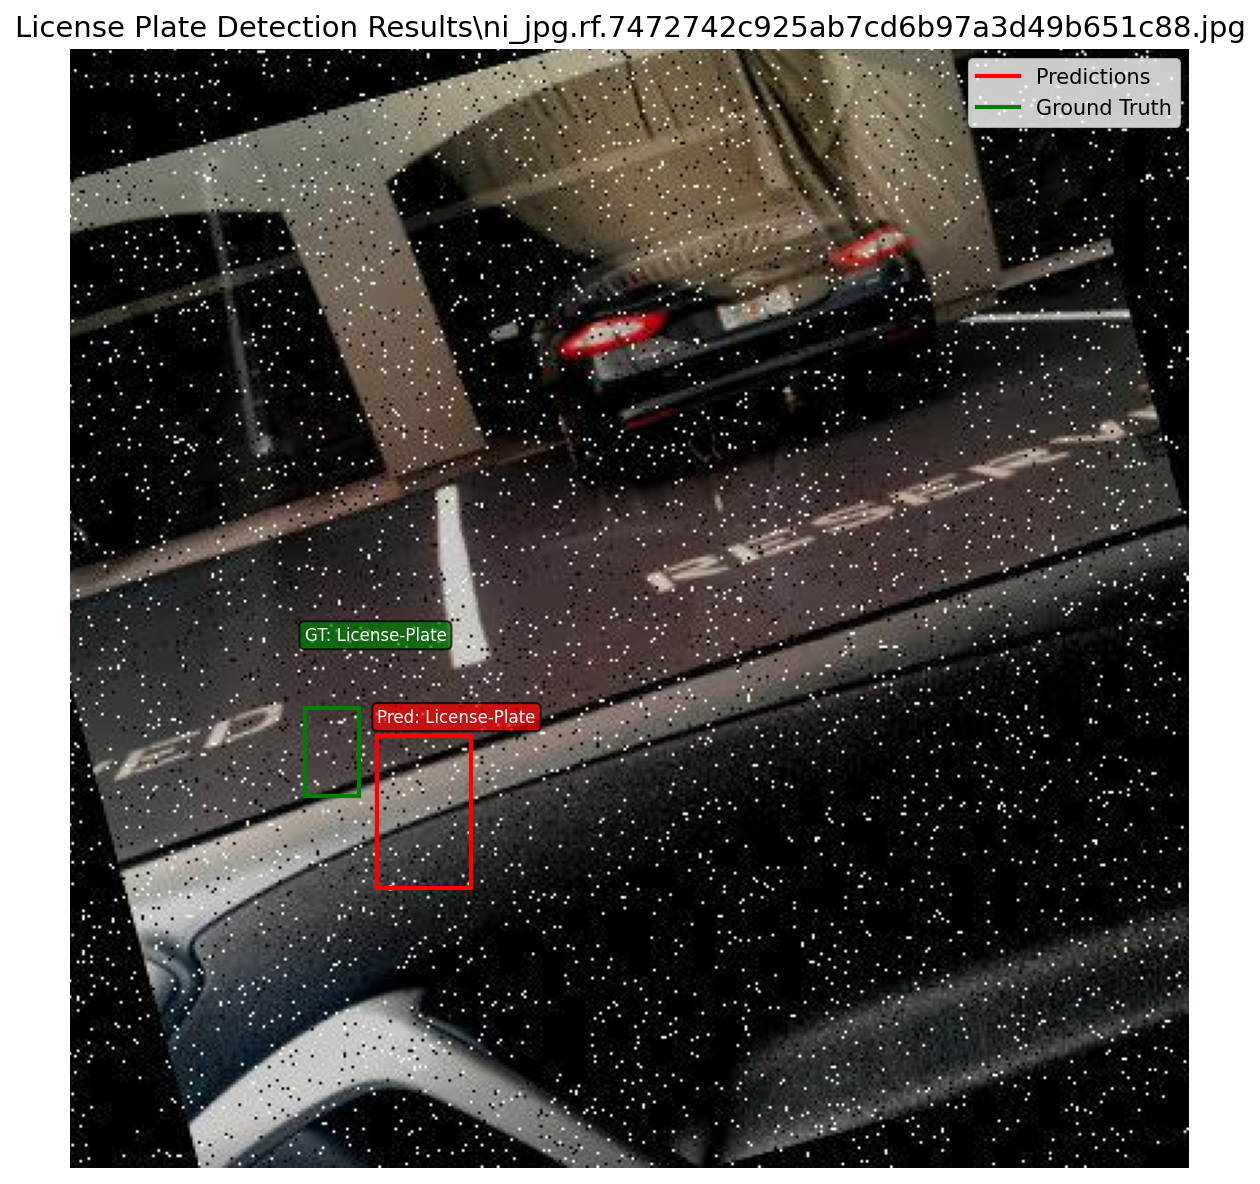 License Plate Detection Results\ni_jpg.rf.7472742c925ab7cd6b97a3d49b651c88.jpg
Predictions
Ground Truth
RESERV
GT: License-Plate
Pred: License-Plate
ED